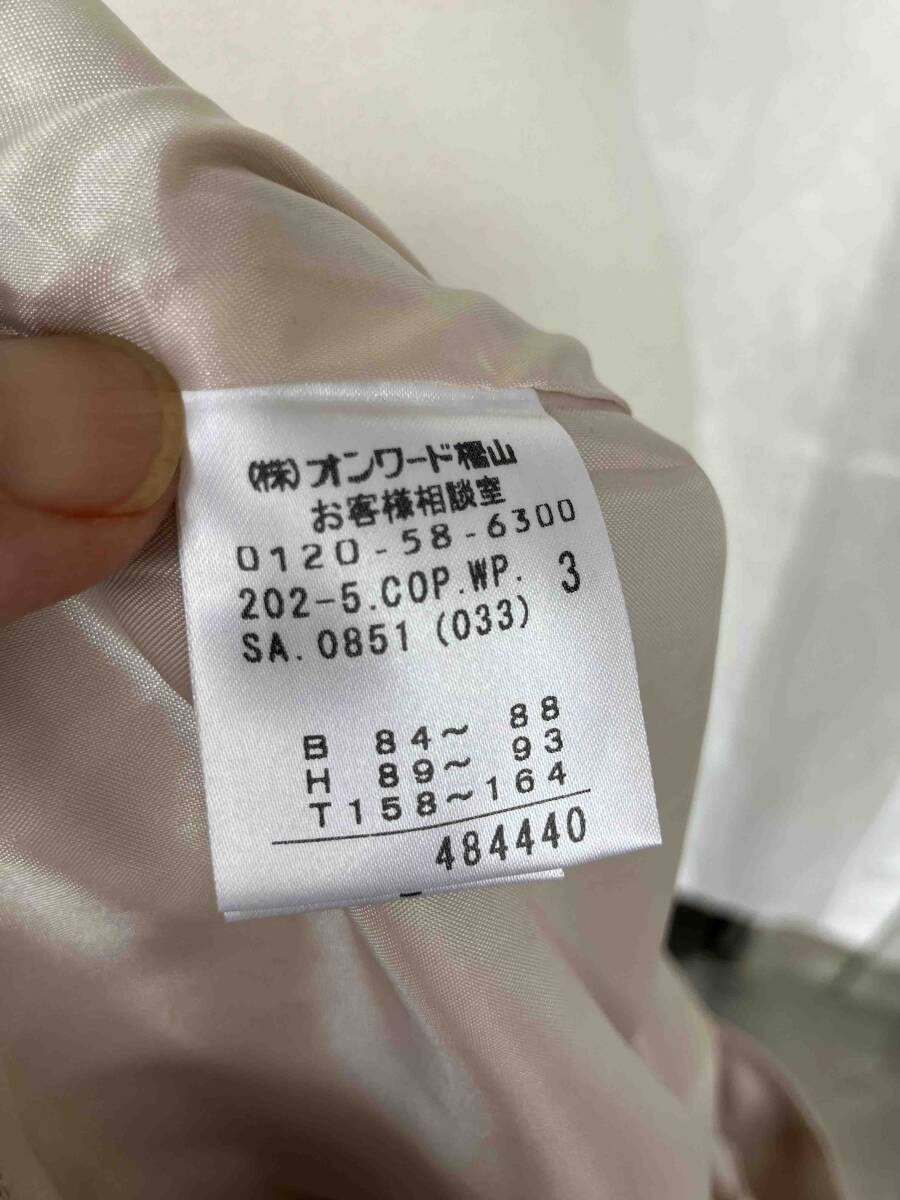 (株)オンワード樫山
お客様相談室
0120-58-6300
202-5.COP.WP. 3
SA.0851 (033)
B 84～ 88
H 89～ 93
T158～164
484440